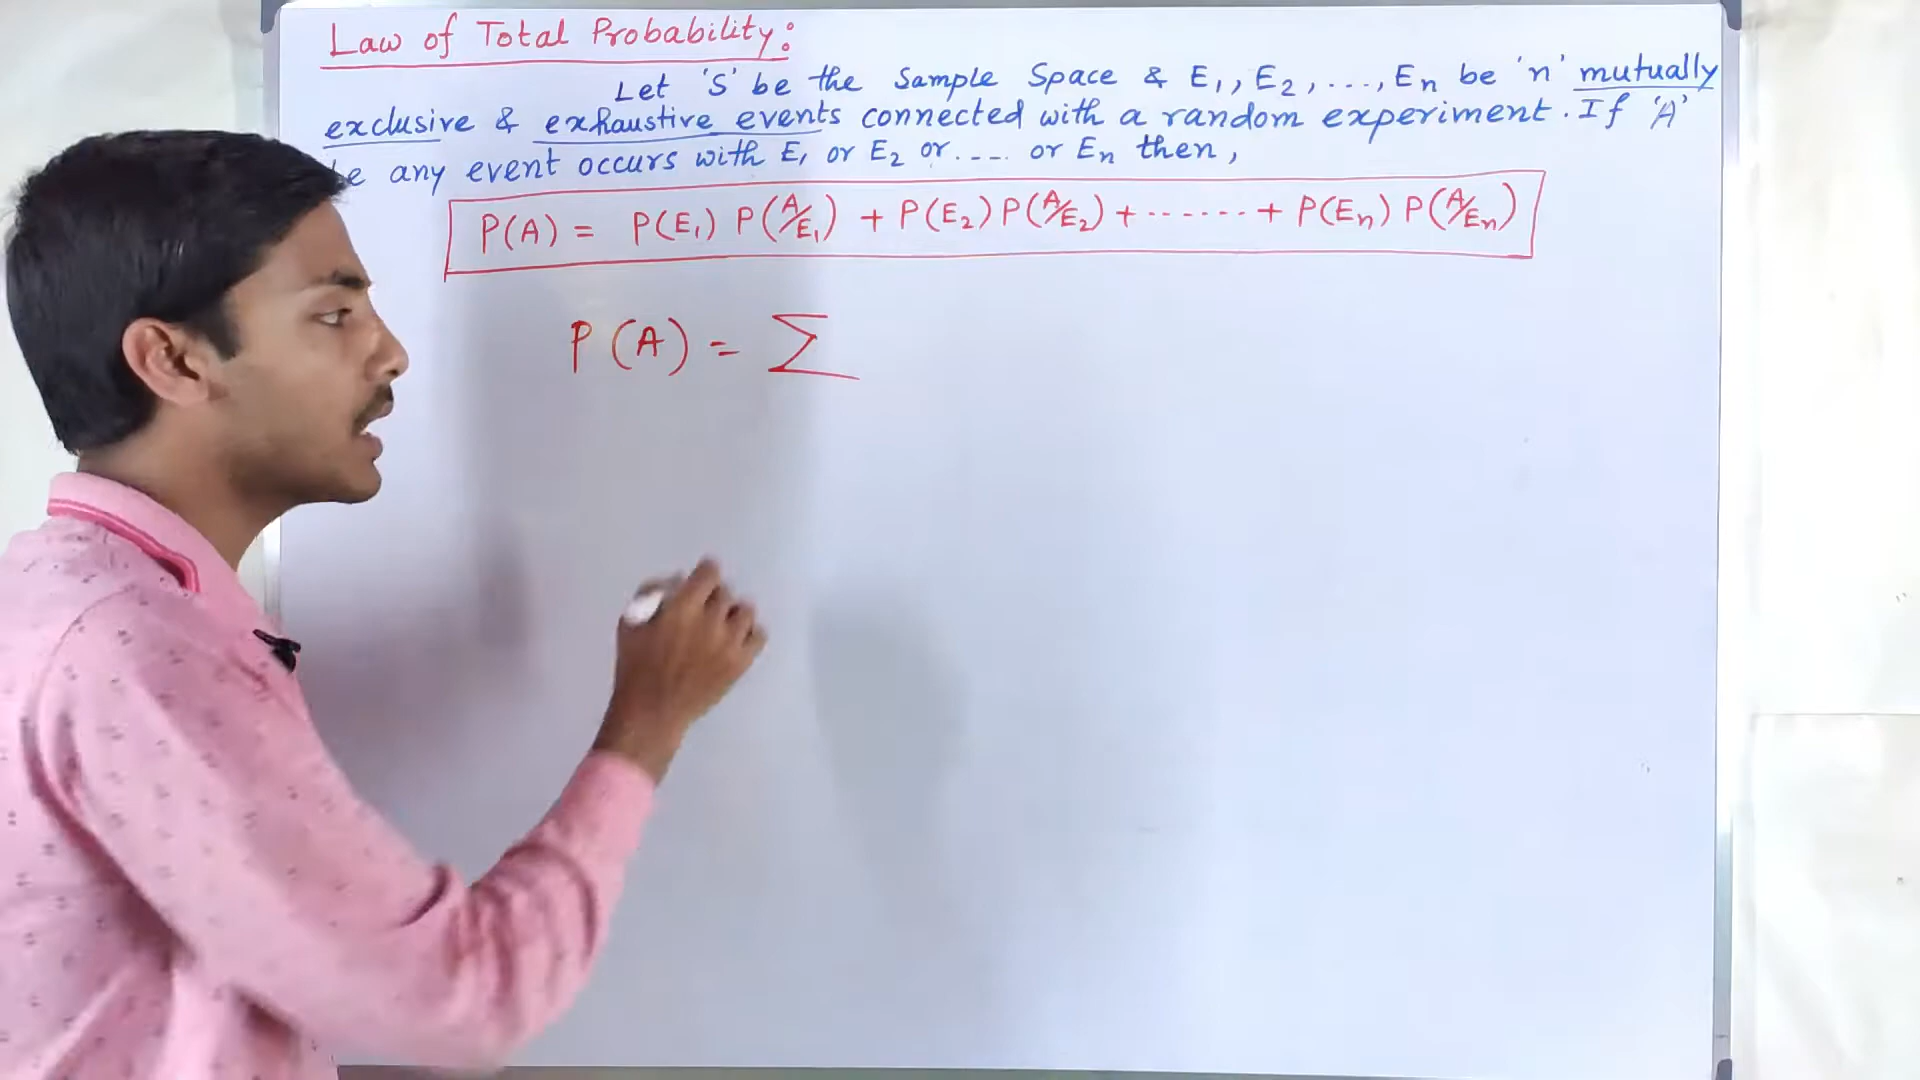 Law of Total Probability:
Let 'S' be the Sample Space & E₁, E₂, ..., Eₙ be 'n' mutually
exclusive & exhaustive events connected with a random experiment. If 'A'
any event occurs with E₁ or E₂ or .... or Eₙ then,
P(A) = P(E₁) P(A/E₁) + P(E₂) P(A/E₂) + ....... + P(Eₙ) P(A/Eₙ)
P(A) = Σ